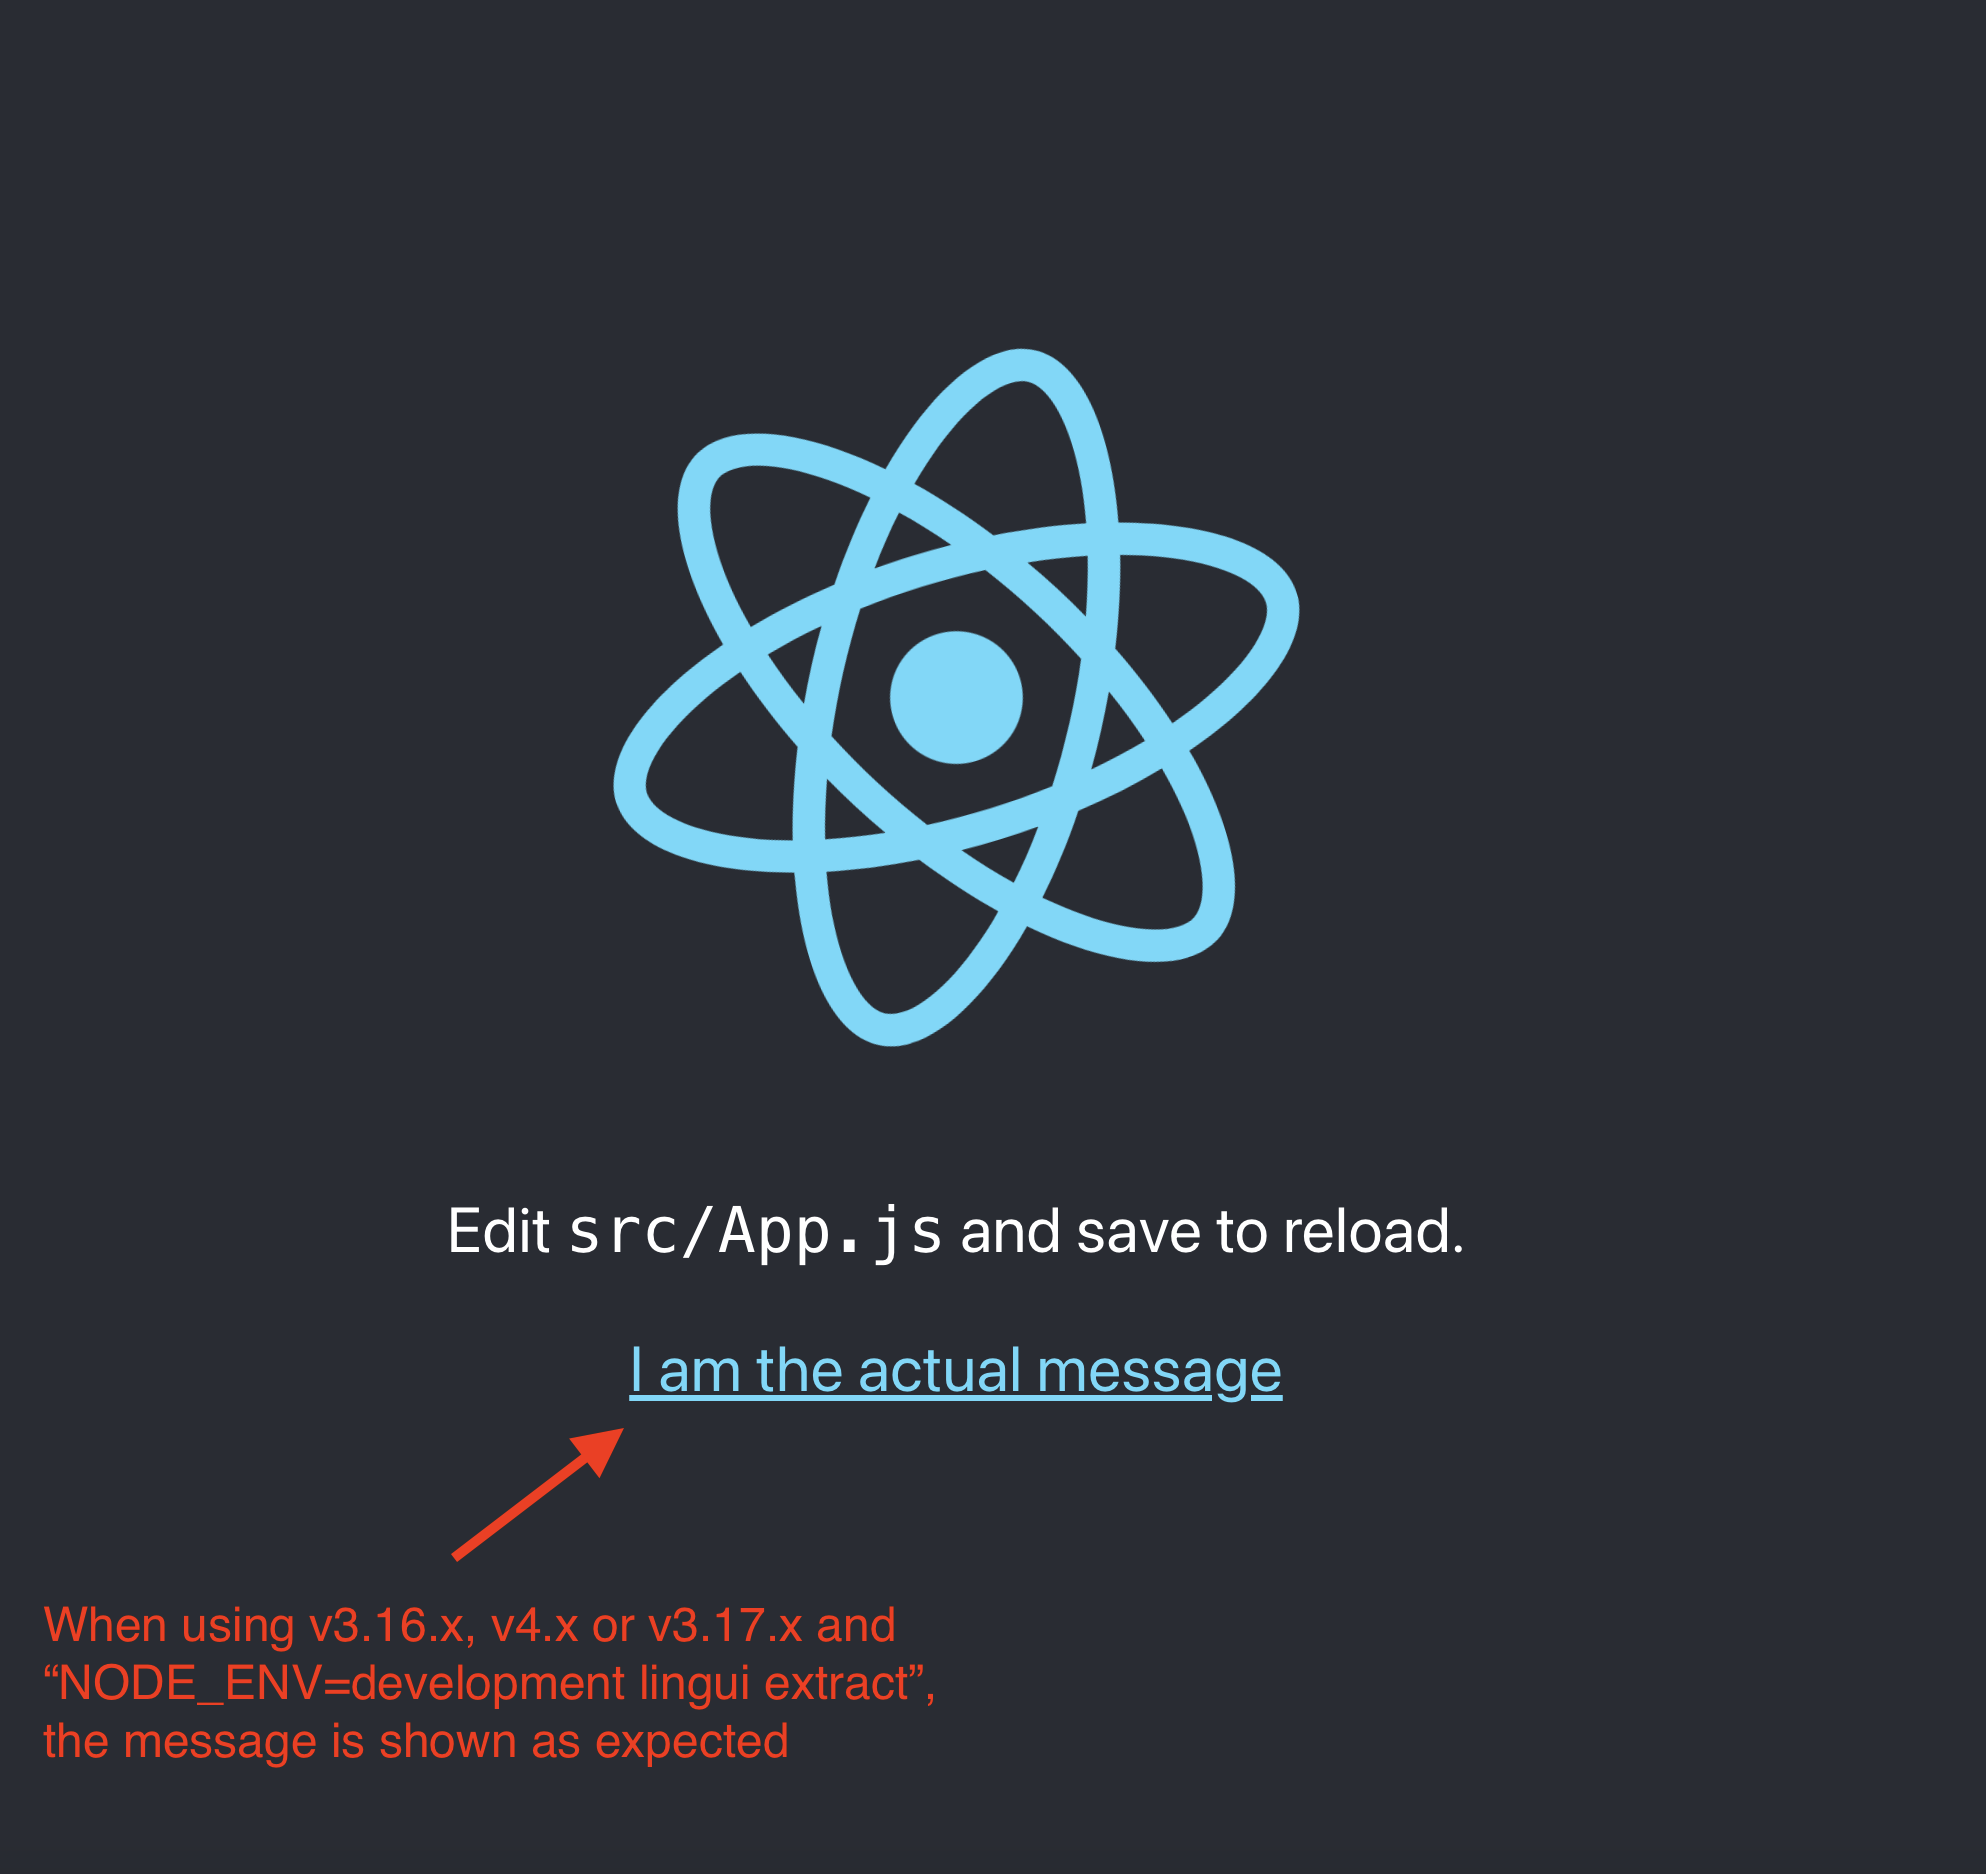 Edit src/App.js and save to reload.
I am the actual message
When using v3.16.x, v4.x or v3.17.x and
“NODE_ENV=development lingui extract”,
the message is shown as expected